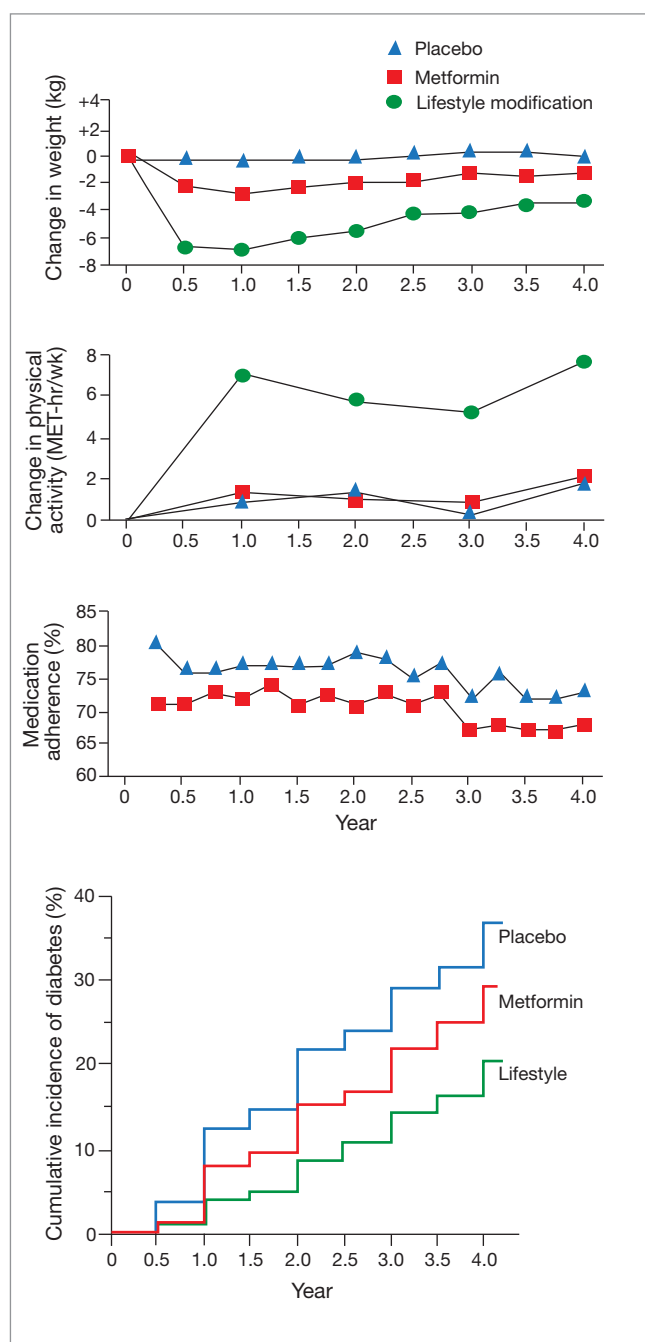 Placebo
Metformin
Lifestyle modification
Change in weight (kg)
+4
+2
0
-2
-4
-6
-8
0 0.5 1.0 1.5 2.0 2.5 3.0 3.5 4.0
Change in physical
activity (MET-hr/wk)
8
6
4
2
0
0 0.5 1.0 1.5 2.0 2.5 3.0 3.5 4.0
Medication
adherence (%)
85
80
75
70
65
60
0 0.5 1.0 1.5 2.0 2.5 3.0 3.5 4.0
Year
Cumulative incidence of diabetes (%)
40
30
20
10
0
Placebo
Metformin
Lifestyle
0 0.5 1.0 1.5 2.0 2.5 3.0 3.5 4.0
Year